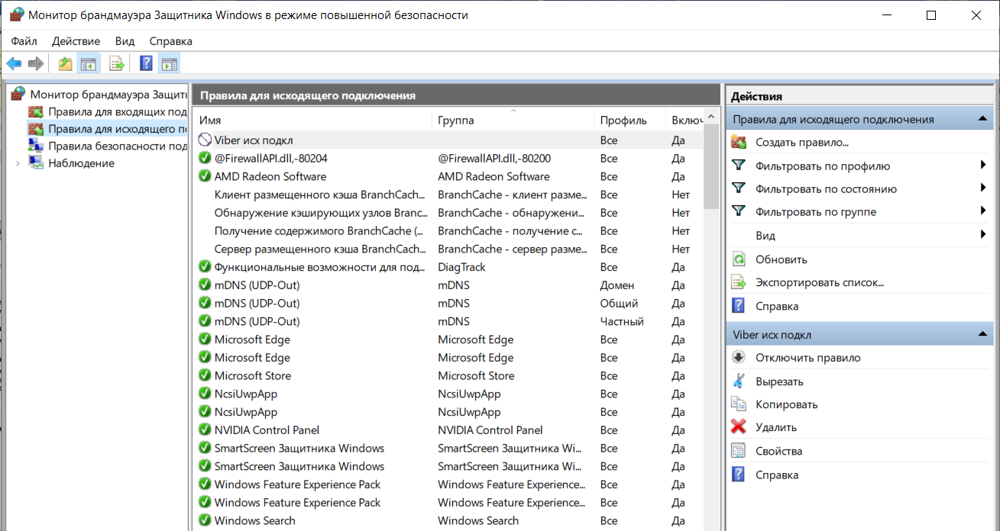 Монитор брандмауэра Защитника Windows в режиме повышенной безопасности
Файл Действие Вид Справка
Монитор брандмауэра Защитн
Правила для входящих под
Правила для исходящего по
Правила безопасности под
Наблюдение
Правила для исходящего подключения
Имя Группа Профиль Включ
Viber исх подкл Все Да
@FirewallAPI.dll,-80204 @FirewallAPI.dll,-80200 Все Да
AMD Radeon Software AMD Radeon Software Все Да
Клиент размещенного кэша BranchCach... BranchCache - клиент разме... Все Нет
Обнаружение кэширующих узлов Branc... BranchCache - обнаружени... Все Нет
Получение содержимого BranchCache (... BranchCache - получение с... Все Нет
Сервер размещенного кэша BranchCach... BranchCache - сервер разме... Все Нет
Функциональные возможности для под... DiagTrack Все Да
mDNS (UDP-Out) mDNS Домен Да
mDNS (UDP-Out) mDNS Общий Да
mDNS (UDP-Out) mDNS Частный Да
Microsoft Edge Microsoft Edge Все Да
Microsoft Edge Microsoft Edge Все Да
Microsoft Store Microsoft Store Все Да
NcsiUwpApp NcsiUwpApp Все Да
NcsiUwpApp NcsiUwpApp Все Да
NVIDIA Control Panel NVIDIA Control Panel Все Да
SmartScreen Защитника Windows SmartScreen Защитника Wi... Все Да
SmartScreen Защитника Windows SmartScreen Защитника Wi... Все Да
Windows Feature Experience Pack Windows Feature Experience... Все Да
Windows Feature Experience Pack Windows Feature Experience... Все Да
Windows Search Windows Search Все Да
Действия
Правила для исходящего подключения
Создать правило...
Фильтровать по профилю
Фильтровать по состоянию
Фильтровать по группе
Вид
Обновить
Экспортировать список...
Справка
Viber исх подкл
Отключить правило
Вырезать
Копировать
Удалить
Свойства
Справка